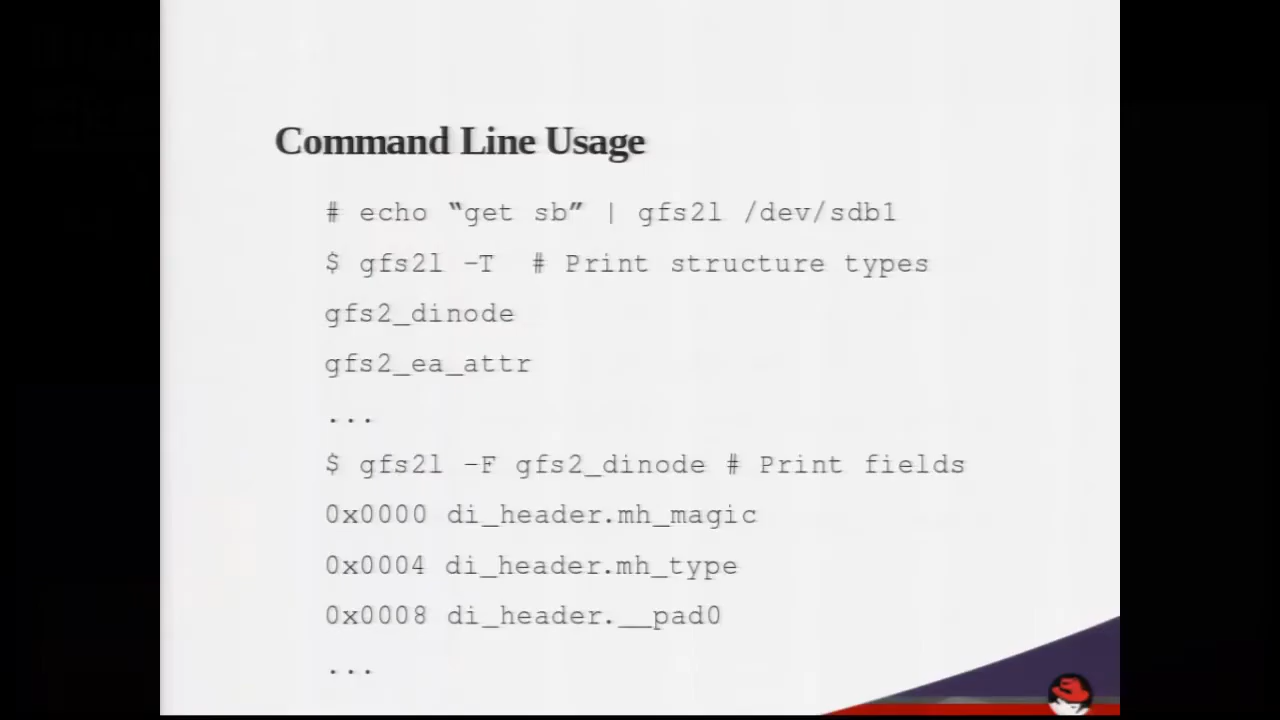 Command Line Usage
# echo “get sb” | gfs2l /dev/sdb1
$ gfs2l –T  # Print structure types
gfs2_dinode
gfs2_ea_attr
...
$ gfs2l –F gfs2_dinode # Print fields
0x0000 di_header.mh_magic
0x0004 di_header.mh_type
0x0008 di_header.__pad0
...